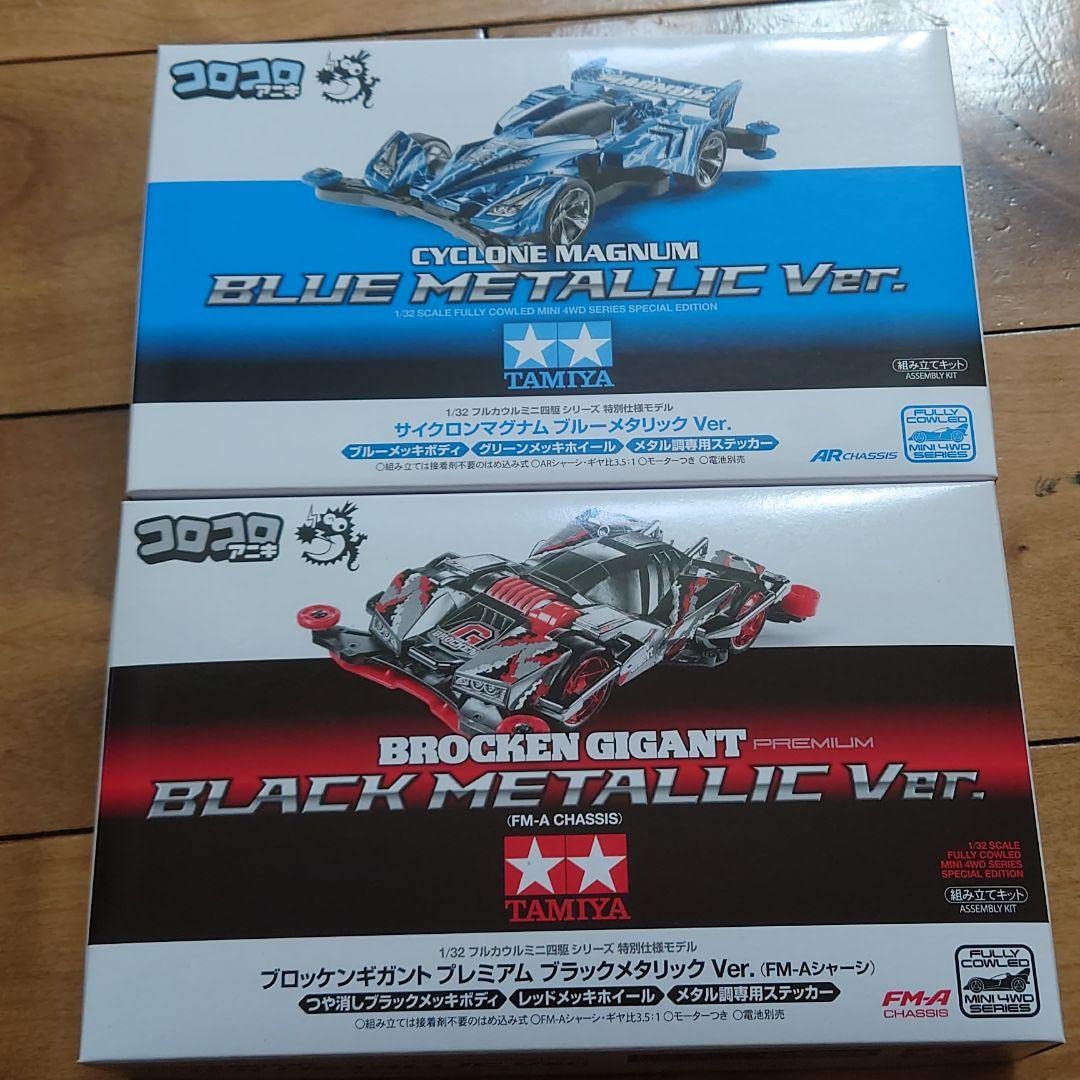 コロコロ
アニキ
MAGNUM
CYCLONE MAGNUM
BLUE METALLIC Ver.
1/32 SCALE FULLY COWLED MINI 4WD SERIES SPECIAL EDITION
TAMIYA
組み立てキット
ASSEMBLY KIT
1/32 フルカウルミニ四駆 シリーズ 特別仕様モデル
サイクロンマグナム ブルーメタリック Ver.
ブルーメッキボディ グリーンメッキホイール メタル調専用ステッカー
○組み立ては接着剤不要のはめ込み式 ○ARシャーシ・ギヤ比3.5:1 ○モーターつき ○電池別売
AR CHASSIS
FULLY
COWLED
MINI 4WD
SERIES
コロコロ
アニキ
G
BROCKEN
BROCKEN GIGANT PREMIUM
BLACK METALLIC Ver.
(FM-A CHASSIS)
TAMIYA
1/32 SCALE
FULLY COWLED
MINI 4WD SERIES
SPECIAL EDITION
組み立てキット
ASSEMBLY KIT
1/32 フルカウルミニ四駆 シリーズ 特別仕様モデル
ブロッケンギガント プレミアム ブラックメタリック Ver.(FM-Aシャーシ)
つや消しブラックメッキボディ レッドメッキホイール メタル調専用ステッカー
○組み立ては接着剤不要のはめ込み式 ○FM-Aシャーシ・ギヤ比3.5:1 ○モーターつき ○電池別売
FM-A
CHASSIS
FULLY
COWLED
MINI 4WD
SERIES